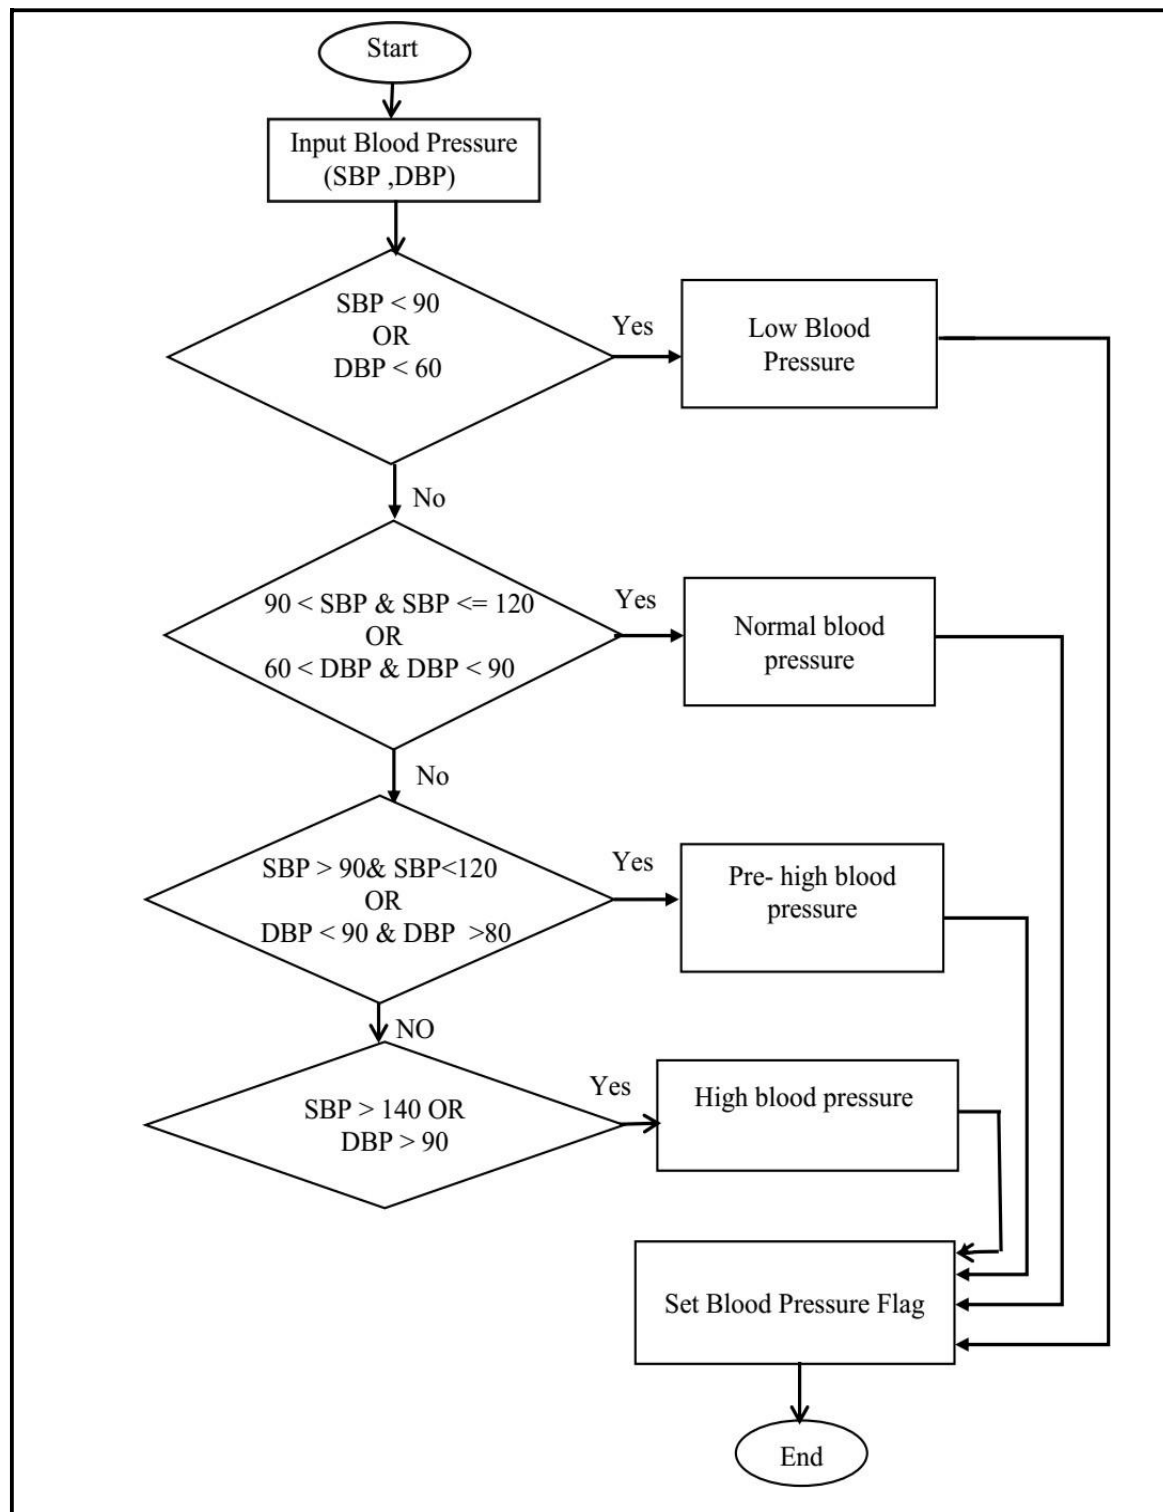 Start
Input Blood Pressure
(SBP ,DBP)
SBP < 90
OR
DBP < 60
Yes
Low Blood
Pressure
No
90 < SBP & SBP <= 120
OR
60 < DBP & DBP < 90
Yes
Normal blood
pressure
No
SBP > 90& SBP<120
OR
DBP < 90 & DBP >80
Yes
Pre- high blood
pressure
NO
SBP > 140 OR
DBP > 90
Yes
High blood pressure
Set Blood Pressure Flag
End